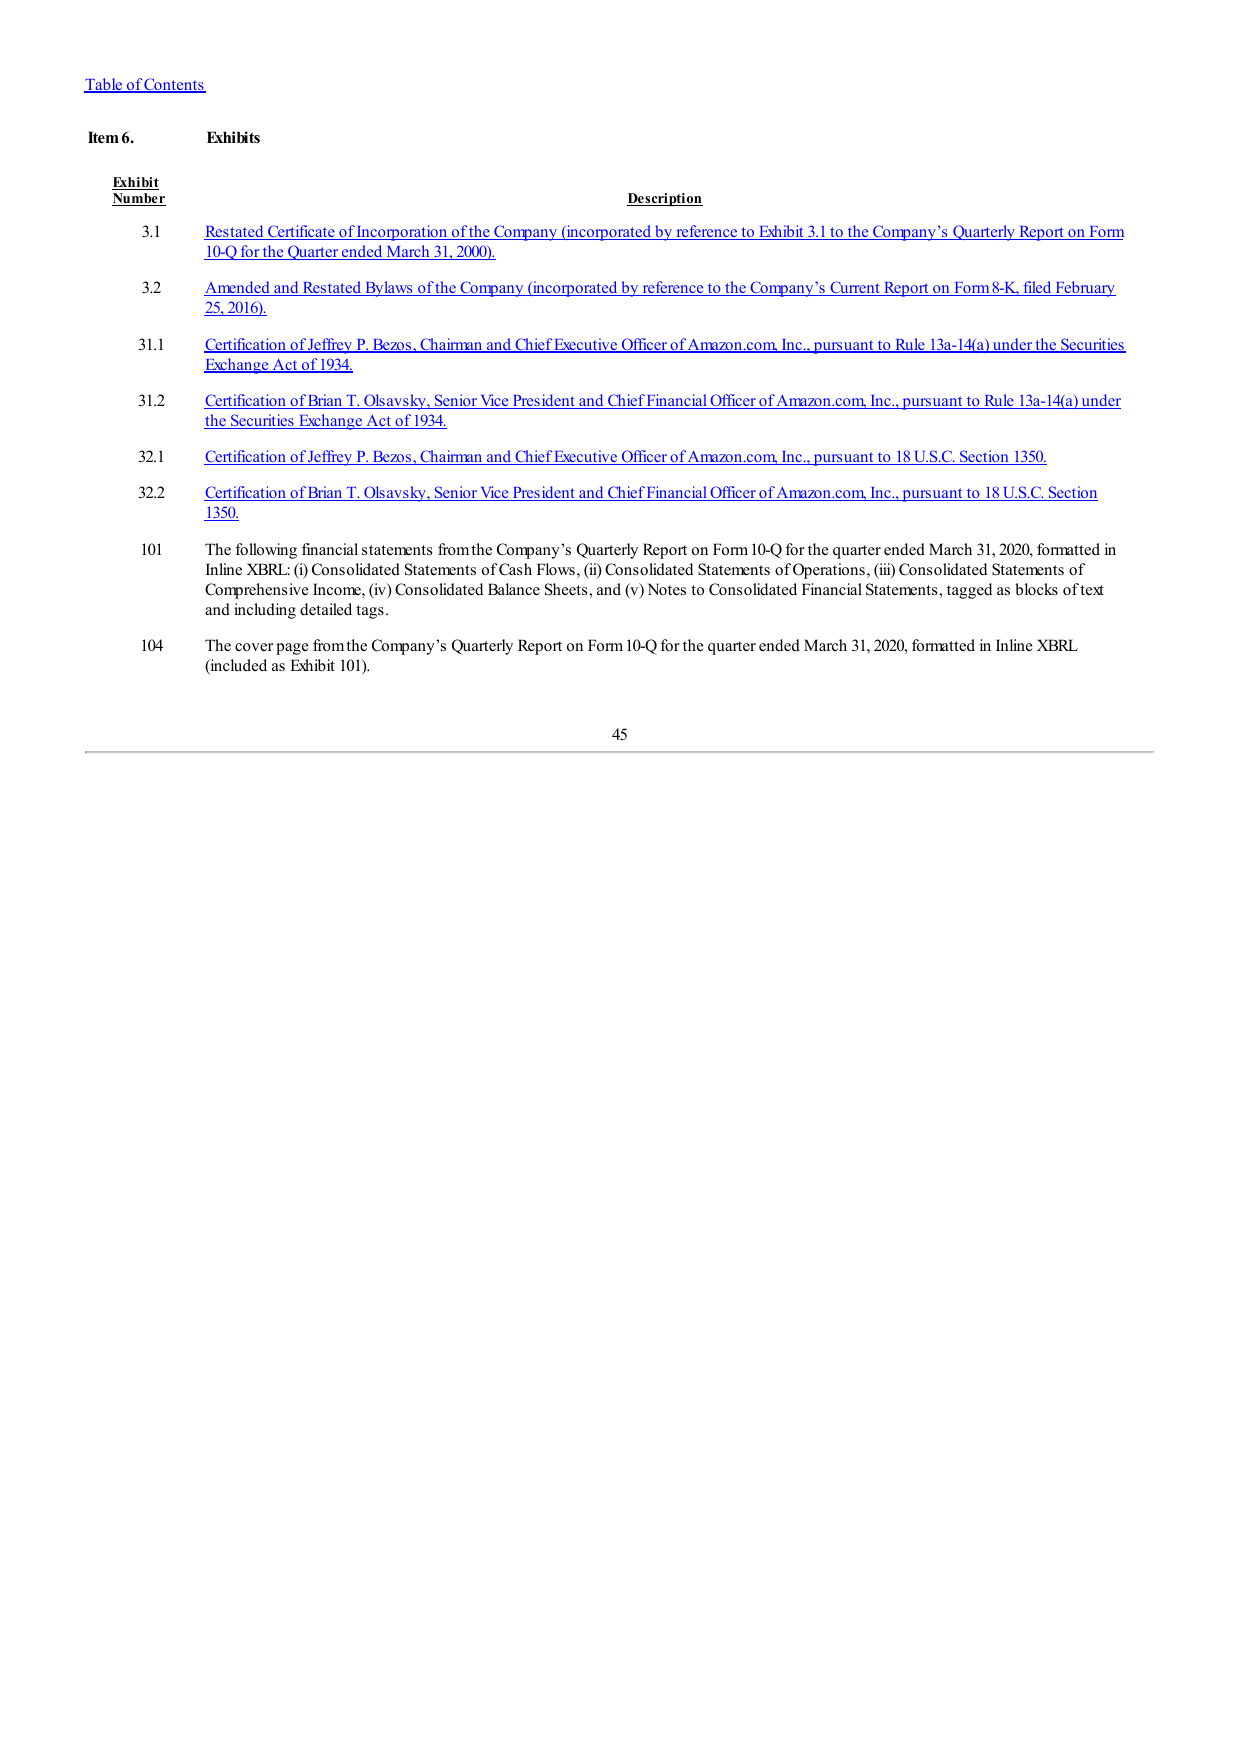 Table of Contents
Item 6. Exhibits
Exhibit
Number Description
3.1 Restated Certificate of Incorporation of the Company (incorporated by reference to Exhibit 3.1 to the Company’s Quarterly Report on Form
10-Q for the Quarter ended March 31, 2000).
3.2 Amended and Restated Bylaws of the Company (incorporated by reference to the Company’s Current Report on Form 8-K, filed February
25, 2016).
31.1 Certification of Jeffrey P. Bezos, Chairman and Chief Executive Officer of Amazon.com, Inc., pursuant to Rule 13a-14(a) under the Securities
Exchange Act of 1934.
31.2 Certification of Brian T. Olsavsky, Senior Vice President and Chief Financial Officer of Amazon.com, Inc., pursuant to Rule 13a-14(a) under
the Securities Exchange Act of 1934.
32.1 Certification of Jeffrey P. Bezos, Chairman and Chief Executive Officer of Amazon.com, Inc., pursuant to 18 U.S.C. Section 1350.
32.2 Certification of Brian T. Olsavsky, Senior Vice President and Chief Financial Officer of Amazon.com, Inc., pursuant to 18 U.S.C. Section
1350.
101 The following financial statements from the Company’s Quarterly Report on Form 10-Q for the quarter ended March 31, 2020, formatted in
Inline XBRL: (i) Consolidated Statements of Cash Flows, (ii) Consolidated Statements of Operations, (iii) Consolidated Statements of
Comprehensive Income, (iv) Consolidated Balance Sheets, and (v) Notes to Consolidated Financial Statements, tagged as blocks of text
and including detailed tags.
104 The cover page from the Company’s Quarterly Report on Form 10-Q for the quarter ended March 31, 2020, formatted in Inline XBRL
(included as Exhibit 101).
45